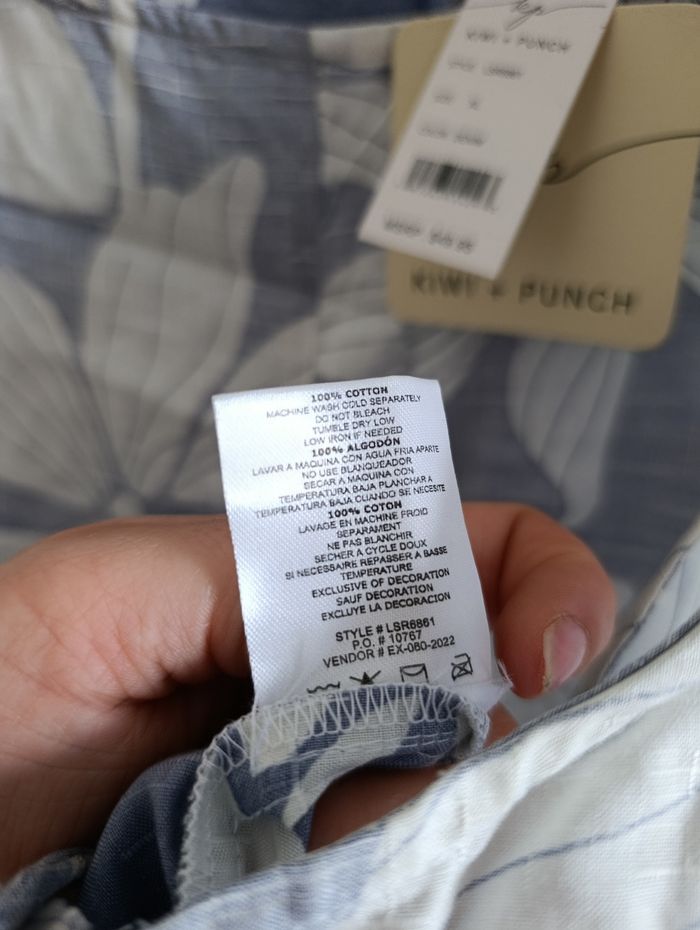 KIWI + PUNCH
KIWI + PUNCH
100% COTTON
MACHINE WASH COLD SEPARATELY
DO NOT BLEACH
TUMBLE DRY LOW
LOW IRON IF NEEDED
100% ALGODÓN
LAVAR A MAQUINA CON AGUA FRIA APARTE
NO USE BLANQUEADOR
SECAR A MAQUINA CON
TEMPERATURA BAJA PLANCHAR A
TEMPERATURA BAJA CUANDO SE NECESITE
100% COTON
LAVAGE EN MACHINE FROID
SEPARAMENT
NE PAS BLANCHIR
SECHER A CYCLE DOUX
SI NECESSAIRE REPASSER A BASSE
TEMPERATURE
EXCLUSIVE OF DECORATION
SAUF DECORATION
EXCLUYE LA DECORACION
STYLE # LSR6861
P.O. # 10767
VENDOR # EX-060-2022